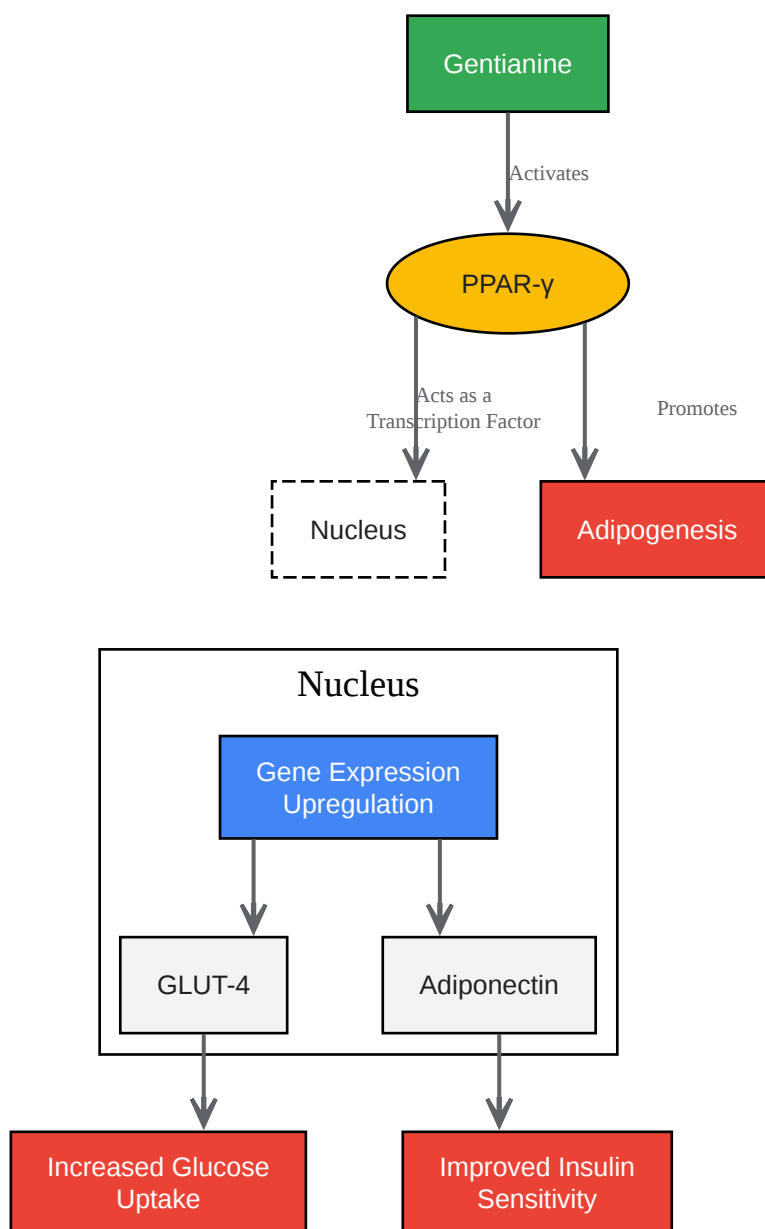 Gentianine
Activates
PPAR-γ
Acts as a
Transcription Factor
Promotes
Nucleus
Adipogenesis
Nucleus
Gene Expression
Upregulation
GLUT-4
Adiponectin
Increased Glucose
Uptake
Improved Insulin
Sensitivity